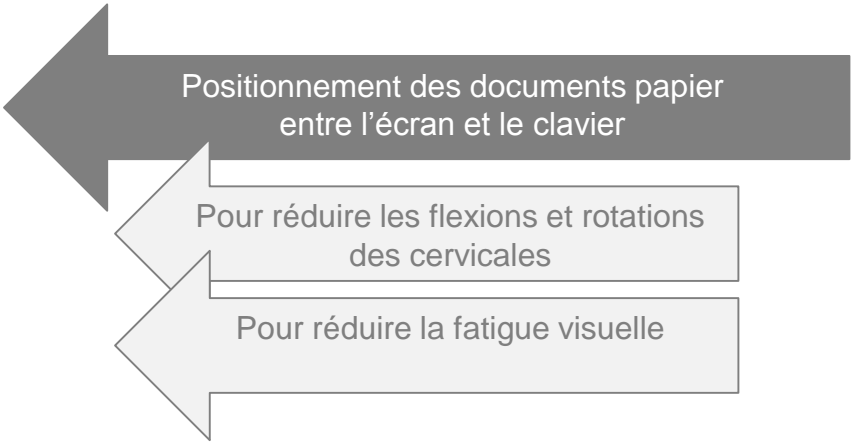 Positionnement des documents papier
entre l’écran et le clavier
Pour réduire les flexions et rotations
des cervicales
Pour réduire la fatigue visuelle